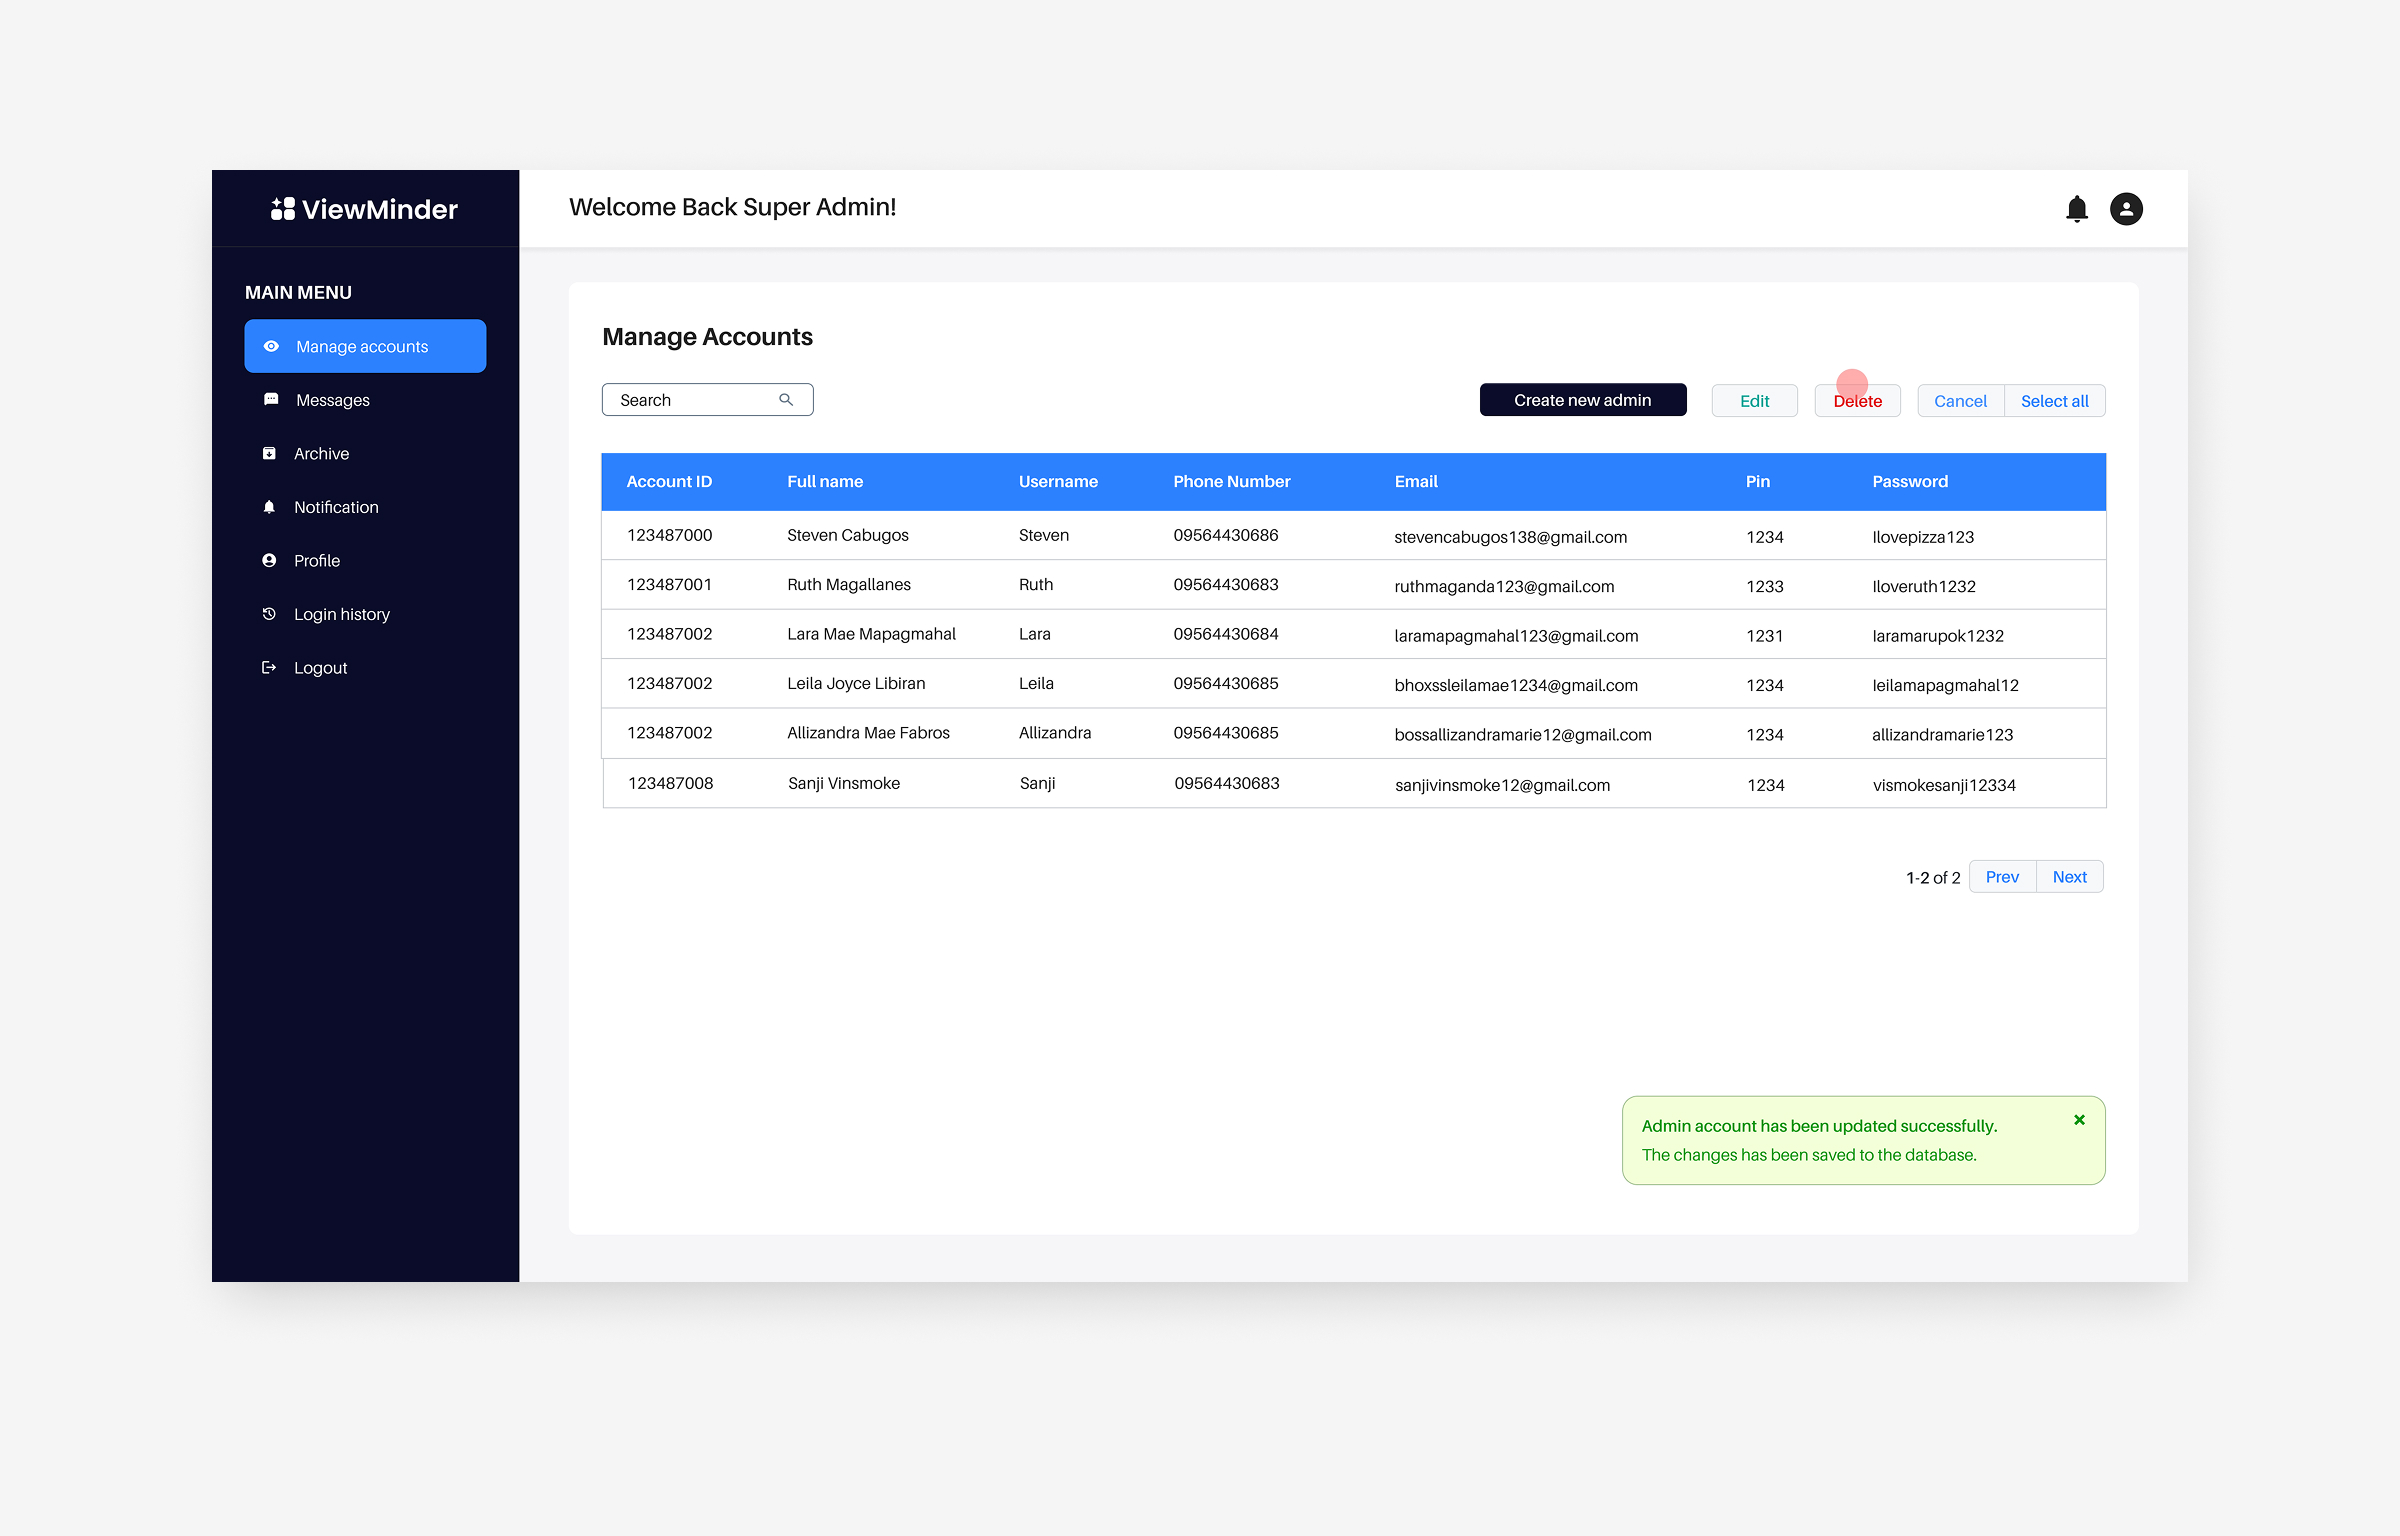 ViewMinder
Welcome Back Super Admin!
MAIN MENU
Manage accounts
Messages
Archive
Notification
Profile
Login history
Logout
Manage Accounts
Search
Create new admin Edit Delete Cancel Select all
Account ID Full name Username Phone Number Email Pin Password
123487000 Steven Cabugos Steven 09564430686 stevencabugos138@gmail.com 1234 Ilovepizza123
123487001 Ruth Magallanes Ruth 09564430683 ruthmaganda123@gmail.com 1233 Iloveruth1232
123487002 Lara Mae Mapagmahal Lara 09564430684 laramapagmahal123@gmail.com 1231 laramarupok1232
123487002 Leila Joyce Libiran Leila 09564430685 bhoxssleilamae1234@gmail.com 1234 leilamapagmahal12
123487002 Allizandra Mae Fabros Allizandra 09564430685 bossallizandramarie12@gmail.com 1234 allizandramarie123
123487008 Sanji Vinsmoke Sanji 09564430683 sanjivinsmoke12@gmail.com 1234 vismokesanji12334
1-2 of 2 Prev Next
Admin account has been updated successfully.
The changes has been saved to the database.